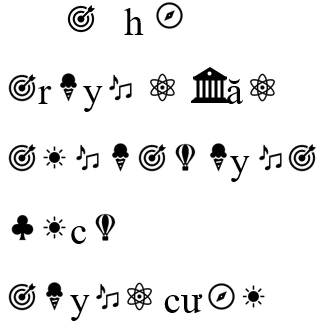 🎯 h🧭
🎯r🍦y🎵 ⚛ 🏛ă⚛
🎯☀🎵🍦🎯🎈🍦y🎵🎯
♣☀c🎈
🎯🍦y🎵⚛ cư🧭☀